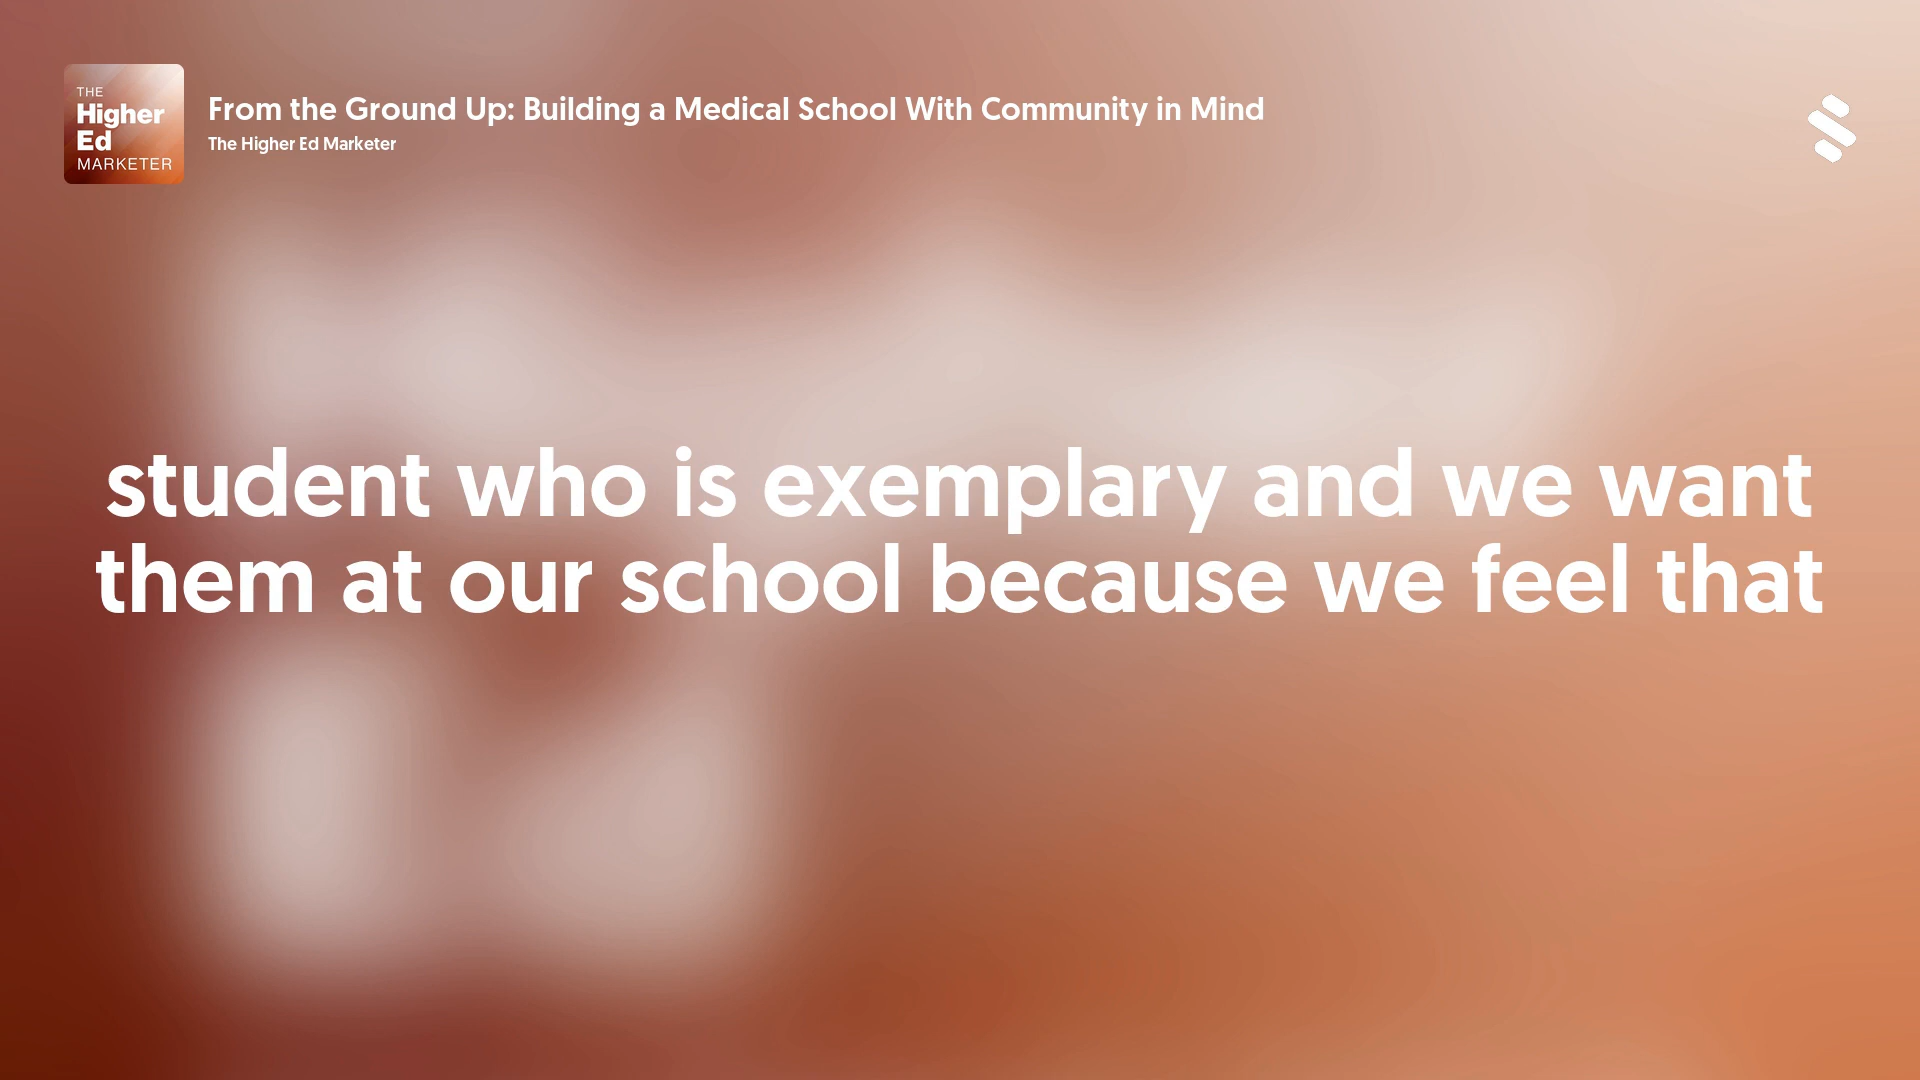 THE
Higher
Ed
MARKETER
From the Ground Up: Building a Medical School With Community in Mind
The Higher Ed Marketer
student who is exemplary and we want
them at our school because we feel that